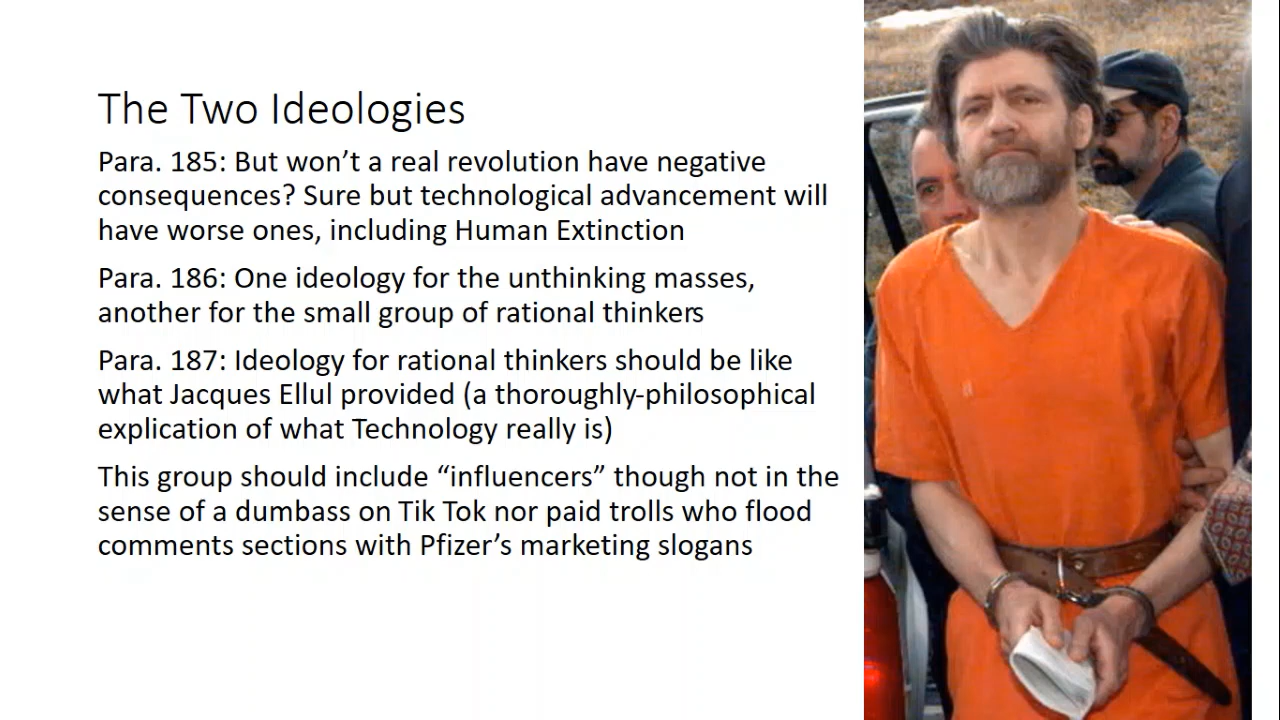 The Two Ideologies
Para. 185: But won’t a real revolution have negative
consequences? Sure but technological advancement will
have worse ones, including Human Extinction
Para. 186: One ideology for the unthinking masses,
another for the small group of rational thinkers
Para. 187: Ideology for rational thinkers should be like
what Jacques Ellul provided (a thoroughly-philosophical
explication of what Technology really is)
This group should include “influencers” though not in the
sense of a dumbass on Tik Tok nor paid trolls who flood
comments sections with Pfizer’s marketing slogans